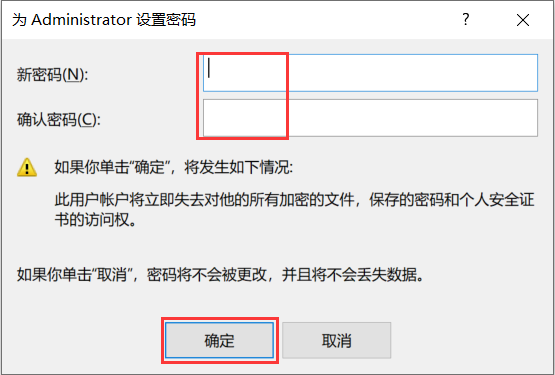 为 Administrator 设置密码
新密码(N):
确认密码(C):
如果你单击“确定”，将发生如下情况:
此用户帐户将立即失去对他的所有加密的文件，保存的密码和个人安全证
书的访问权。
如果你单击“取消”，密码将不会被更改，并且将不会丢失数据。
确定
取消